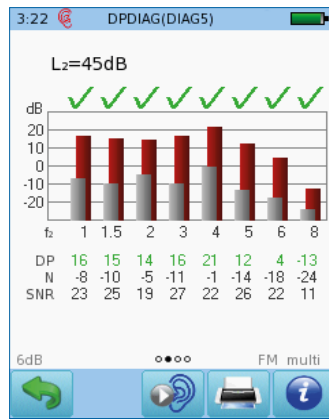 3:22 DPDIAG(DIAG5)
L₂=45dB
dB
20
10
0
-10
-20
f₂ 1 1.5 2 3 4 5 6 8
DP 16 15 14 16 21 12 4 -13
N -8 -10 -5 -11 -1 -14 -18 -24
SNR 23 25 19 27 22 26 22 11
6dB FM multi
i